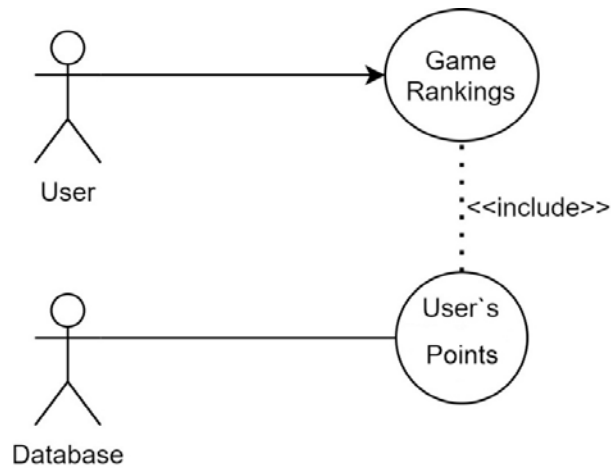 Game
Rankings
User
<<include>>
User`s
Points
Database